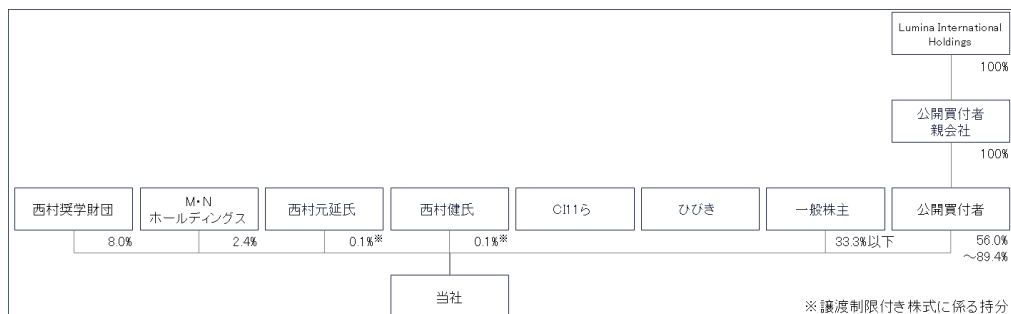 Lumina International
Holdings
100%
公開買付者
親会社
100%
西村奨学財団
M・N
ホールディングス
西村元延氏
西村健氏
CI11ら
ひびき
一般株主
公開買付者
8.0%
2.4%
0.1%※
0.1%※
33.3%以下
56.0%
～89.4%
当社
※譲渡制限付き株式に係る持分